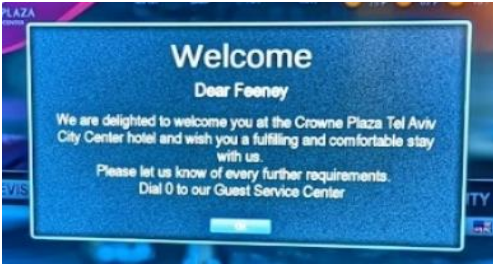 PLAZA
Welcome
Dear Feeney
We are delighted to welcome you at the Crowne Plaza Tel Aviv
City Center hotel and wish you a fulfilling and comfortable stay
with us.
Please let us know of every further requirements.
Dial 0 to our Guest Service Center